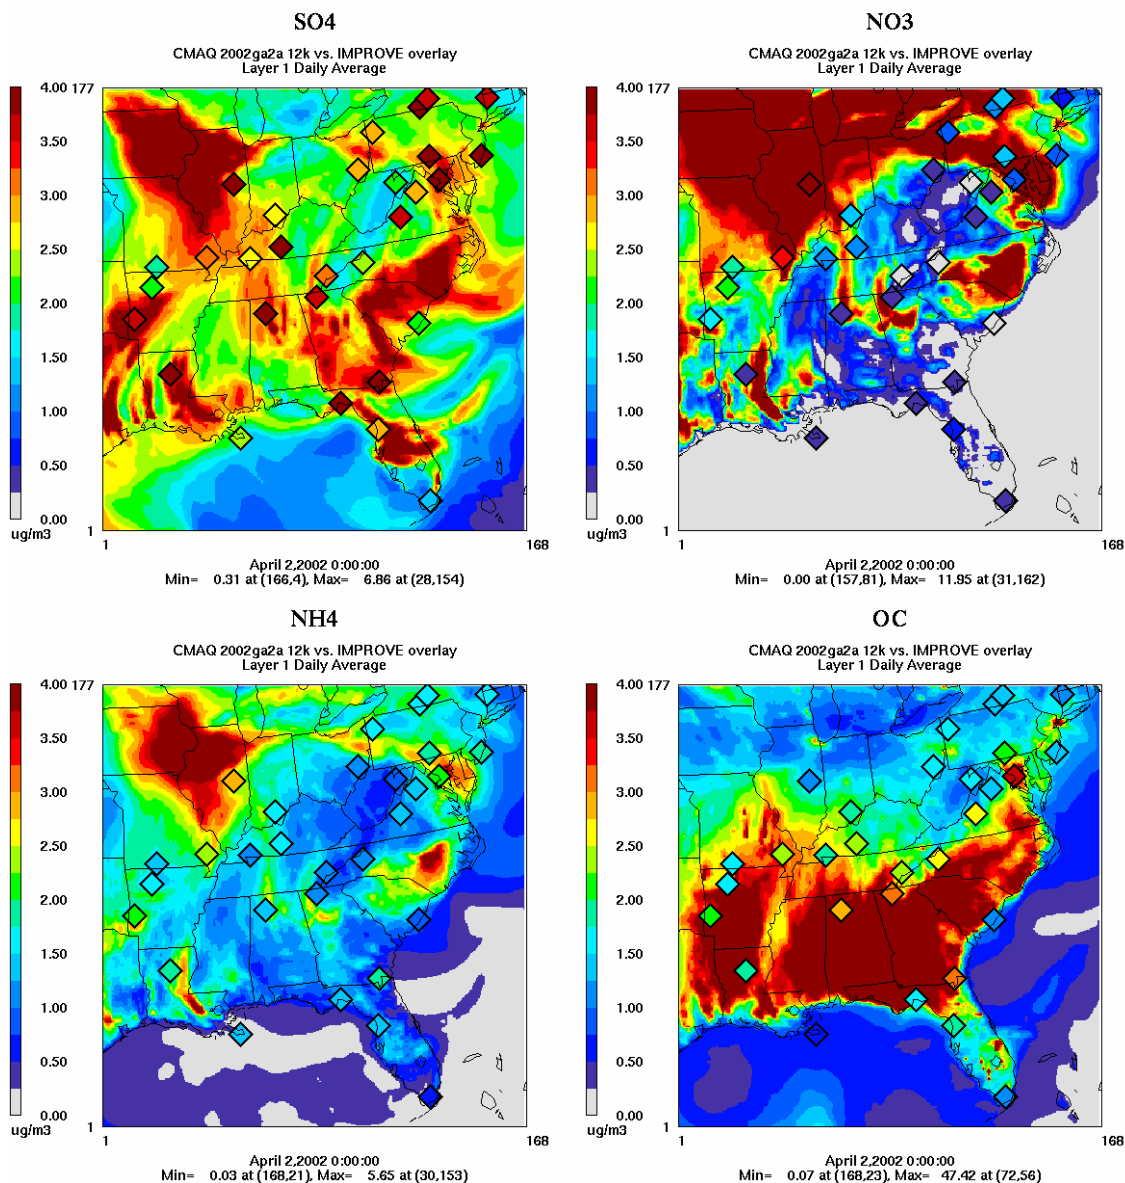 SO4
CMAQ 2002ga2a 12k vs. IMPROVE overlay
Layer 1 Daily Average
4.00
3.50
3.00
2.50
2.00
1.50
1.00
0.50
0.00
ug/m3
177
1
1
168
April 2,2002 0:00:00
Min= 0.31 at (166,4), Max= 6.86 at (28,154)
NO3
CMAQ 2002ga2a 12k vs. IMPROVE overlay
Layer 1 Daily Average
4.00
3.50
3.00
2.50
2.00
1.50
1.00
0.50
0.00
ug/m3
177
1
1
168
April 2,2002 0:00:00
Min= 0.00 at (157,81), Max= 11.95 at (31,162)
NH4
CMAQ 2002ga2a 12k vs. IMPROVE overlay
Layer 1 Daily Average
4.00
3.50
3.00
2.50
2.00
1.50
1.00
0.50
0.00
ug/m3
177
1
1
168
April 2,2002 0:00:00
Min= 0.03 at (168,21), Max= 5.65 at (30,153)
OC
CMAQ 2002ga2a 12k vs. IMPROVE overlay
Layer 1 Daily Average
4.00
3.50
3.00
2.50
2.00
1.50
1.00
0.50
0.00
ug/m3
177
1
1
168
April 2,2002 0:00:00
Min= 0.07 at (168,23), Max= 47.42 at (72,56)